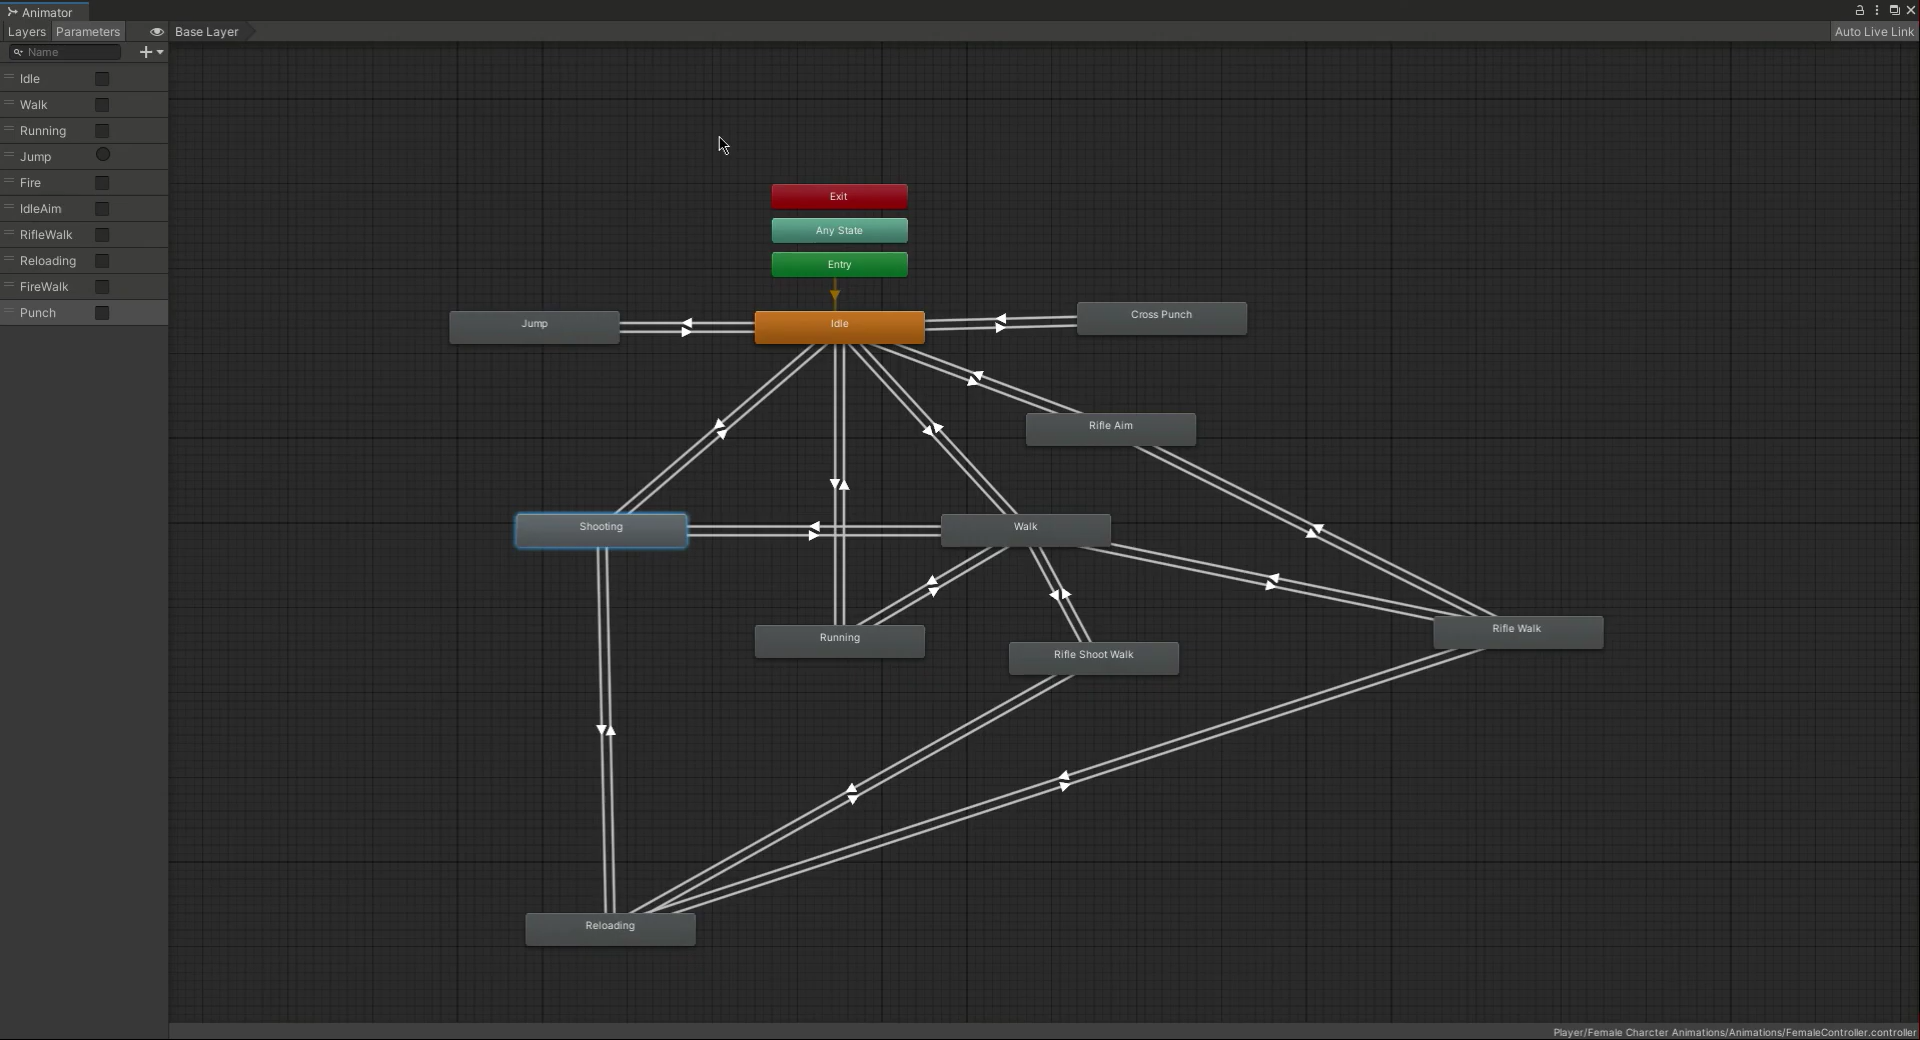 Animator
Layers Parameters Base Layer Auto Live Link
Name
Idle
Walk
Running
Jump
Fire
IdleAim
RifleWalk
Reloading
FireWalk
Punch
Exit
Any State
Entry
Jump
Idle
Cross Punch
Rifle Aim
Shooting
Walk
Running
Rifle Shoot Walk
Rifle Walk
Reloading
Player/Female Charcter Animations/Animations/FemaleController.controller